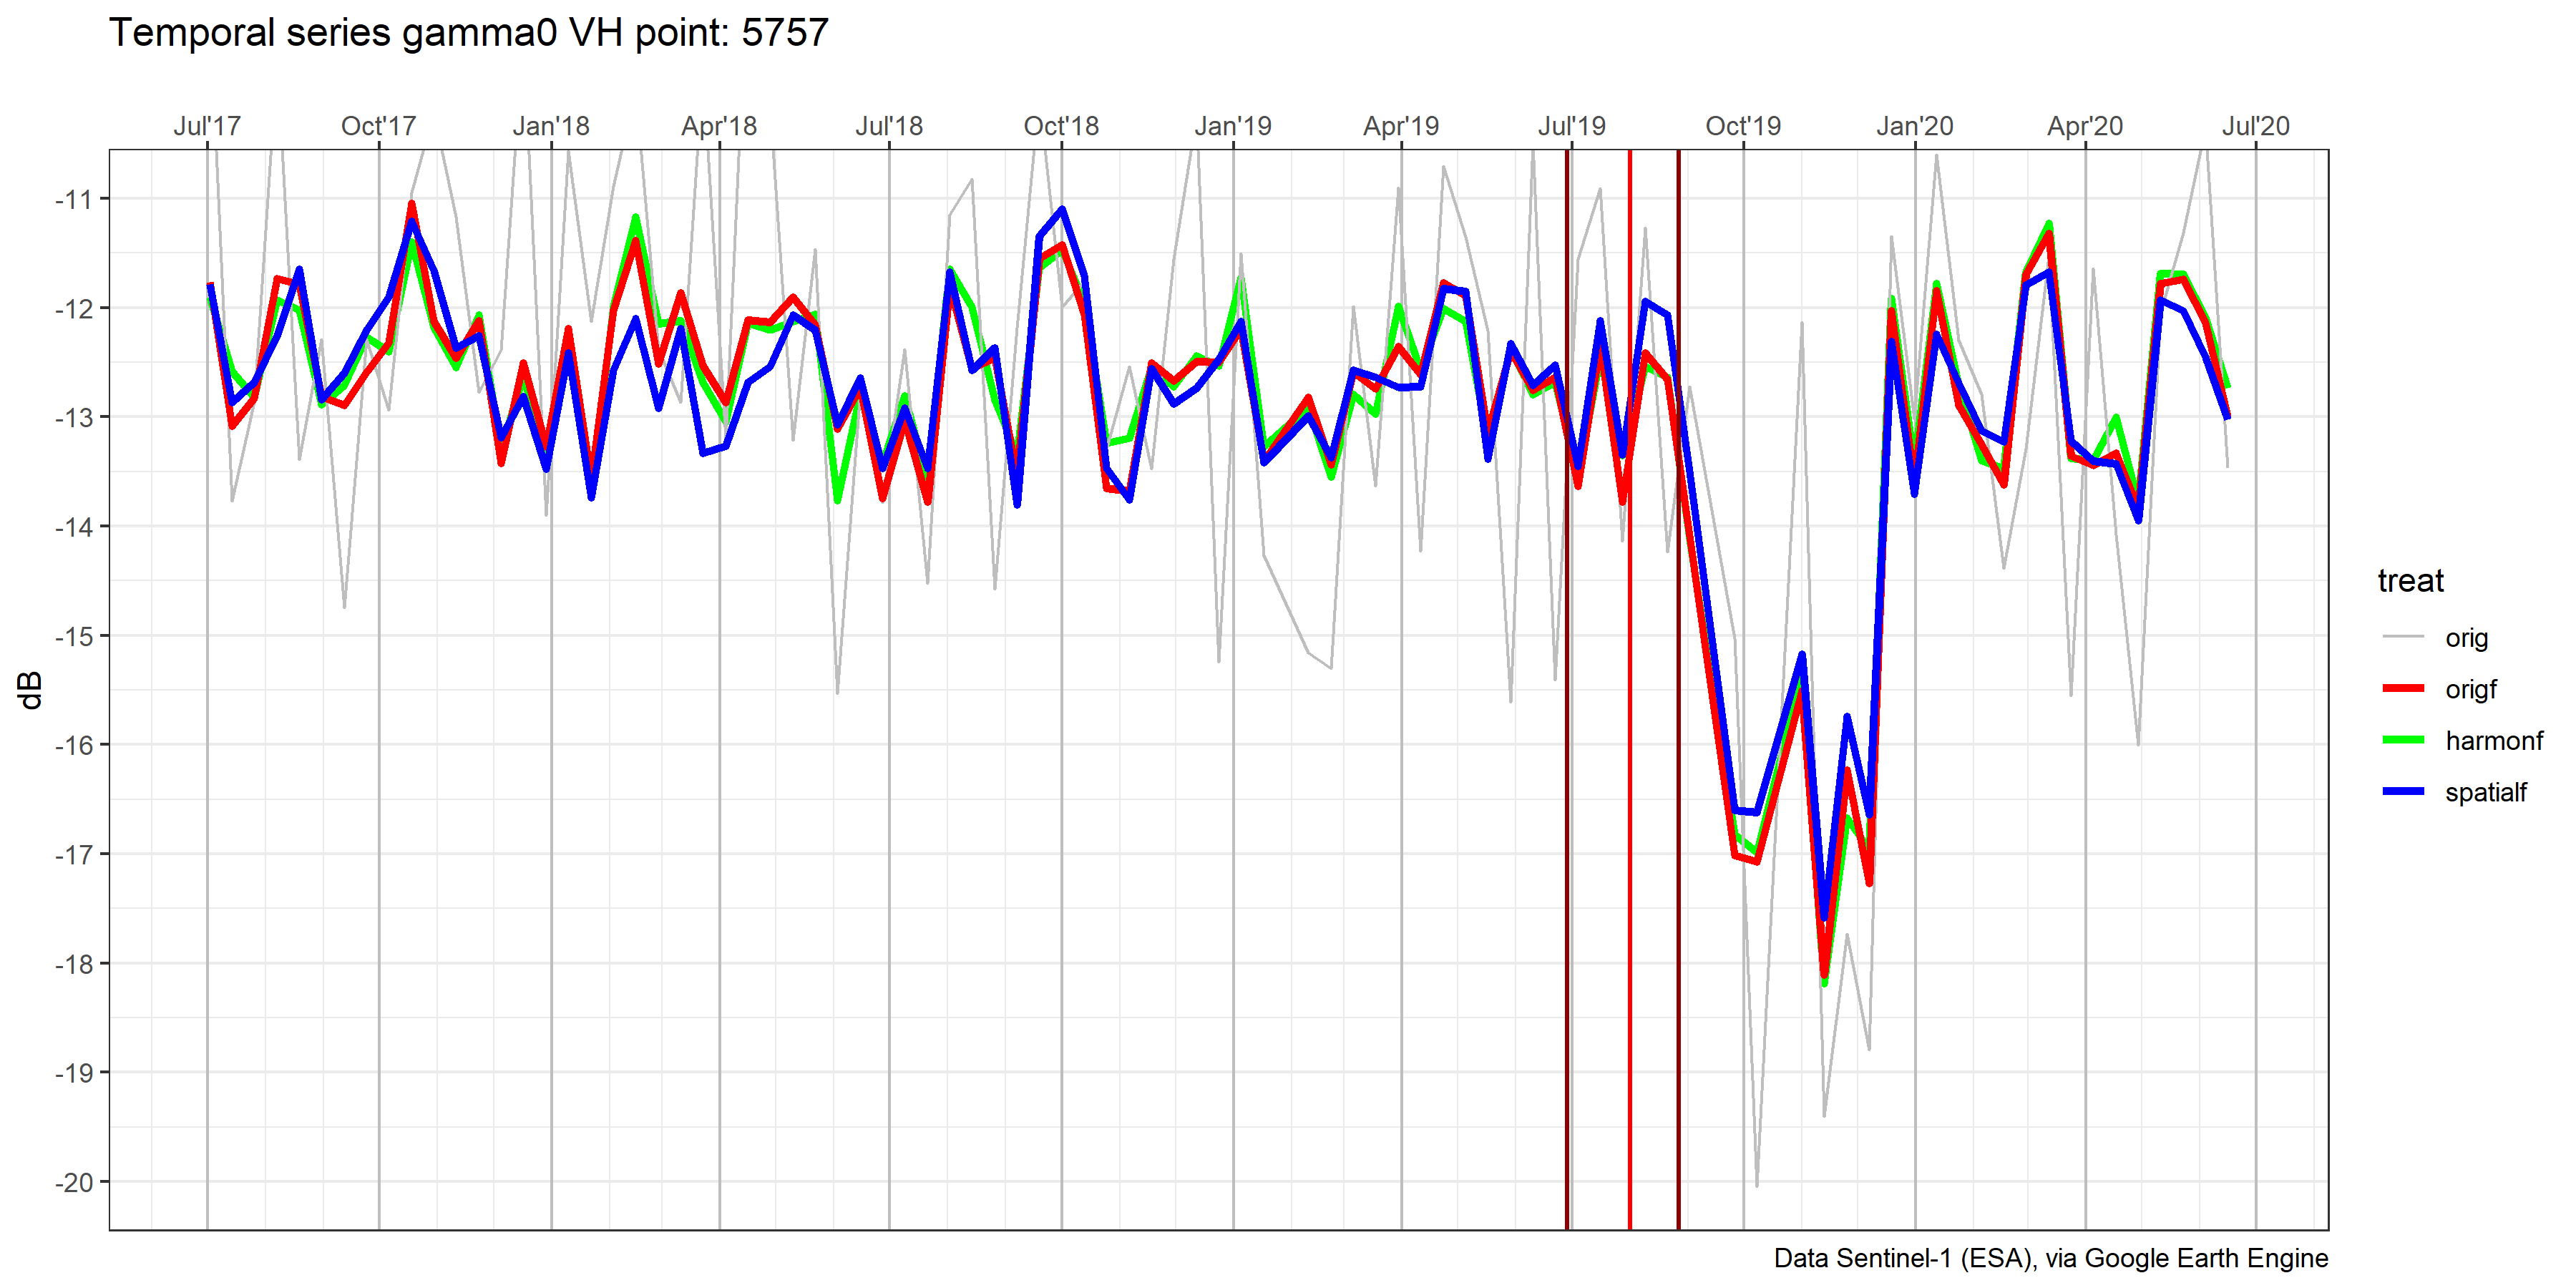 Temporal series gamma0 VH point: 5757
Jul'17 Oct'17 Jan'18 Apr'18 Jul'18 Oct'18 Jan'19 Apr'19 Jul'19 Oct'19 Jan'20 Apr'20 Jul'20
-11
-12
-13
-14
-15
-16
-17
-18
-19
-20
dB
treat
orig
origf
harmonf
spatialf
Data Sentinel-1 (ESA), via Google Earth Engine